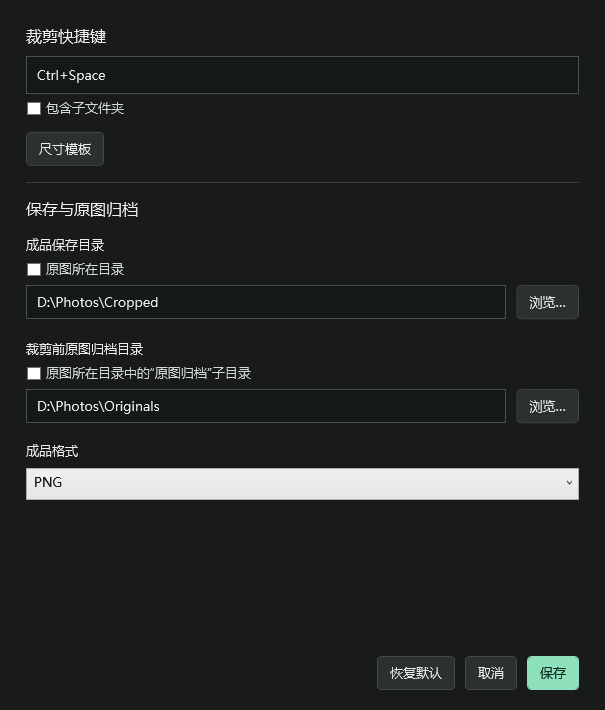 裁剪快捷键
Ctrl+Space
包含子文件夹
尺寸模板
保存与原图归档
成品保存目录
原图所在目录
D:\Photos\Cropped
浏览...
裁剪前原图归档目录
原图所在目录中的“原图归档”子目录
D:\Photos\Originals
浏览...
成品格式
PNG
恢复默认
取消
保存